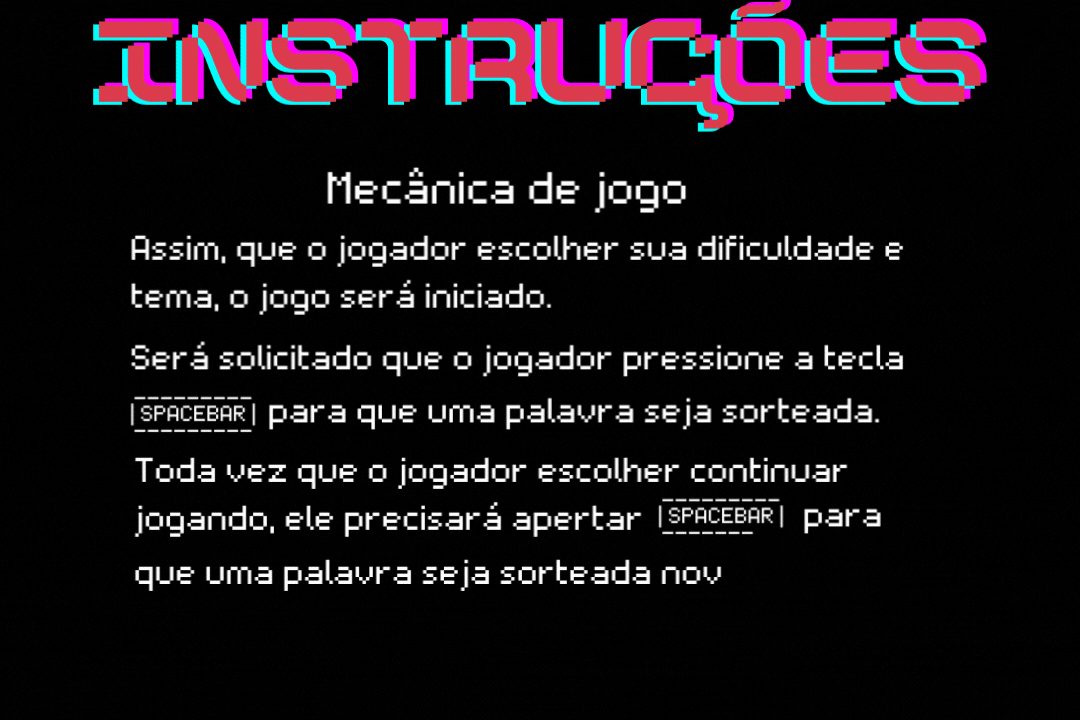 INSTRUÇÕES
Mecânica de jogo
Assim, que o jogador escolher sua dificuldade e
tema, o jogo será iniciado.
Será solicitado que o jogador pressione a tecla
|SPACEBAR| para que uma palavra seja sorteada.
Toda vez que o jogador escolher continuar
jogando, ele precisará apertar |SPACEBAR| para
que uma palavra seja sorteada nov